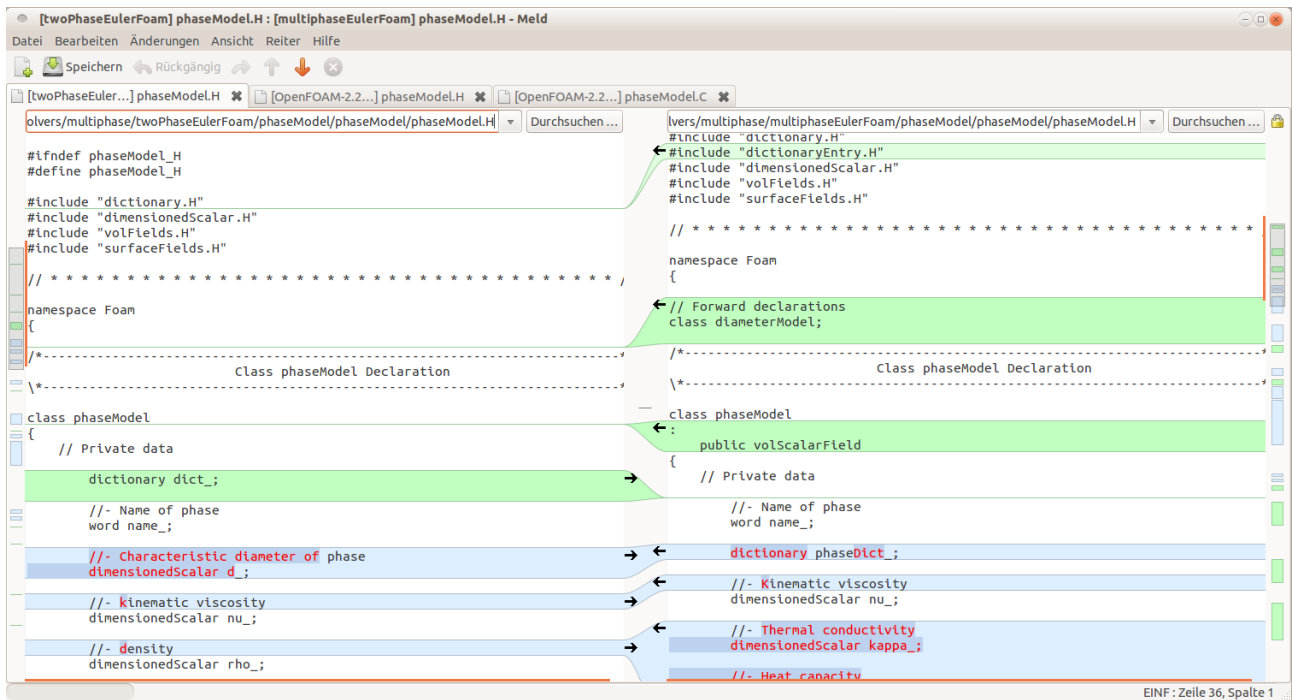 [twoPhaseEulerFoam] phaseModel.H : [multiphaseEulerFoam] phaseModel.H - Meld
Datei Bearbeiten Änderungen Ansicht Reiter Hilfe
Speichern Rückgängig
[twoPhaseEuler...] phaseModel.H [OpenFOAM-2.2...] phaseModel.H [OpenFOAM-2.2...] phaseModel.C
olvers/multiphase/twoPhaseEulerFoam/phaseModel/phaseModel/phaseModel.H Durchsuchen ...
#ifndef phaseModel_H
#define phaseModel_H
#include "dictionary.H"
#include "dimensionedScalar.H"
#include "volFields.H"
#include "surfaceFields.H"
// * * * * * * * * * * * * * * * * * * * * * * * * * * * * * * * * * * * * * /
namespace Foam
{
/*---------------------------------------------------------------------------*
Class phaseModel Declaration
\*---------------------------------------------------------------------------*
class phaseModel
{
// Private data
dictionary dict_;
//- Name of phase
word name_;
//- Characteristic diameter of phase
dimensionedScalar d_;
//- kinematic viscosity
dimensionedScalar nu_;
//- density
dimensionedScalar rho_;
lvers/multiphase/multiphaseEulerFoam/phaseModel/phaseModel/phaseModel.H Durchsuchen ...
#include "dictionary.H"
#include "dictionaryEntry.H"
#include "dimensionedScalar.H"
#include "volFields.H"
#include "surfaceFields.H"
// * * * * * * * * * * * * * * * * * * * * * * * * * * * * * * * * * * * * *
namespace Foam
{
// Forward declarations
class diameterModel;
/*---------------------------------------------------------------------------*
Class phaseModel Declaration
\*---------------------------------------------------------------------------*
class phaseModel
:
public volScalarField
{
// Private data
//- Name of phase
word name_;
dictionary phaseDict_;
//- Kinematic viscosity
dimensionedScalar nu_;
//- Thermal conductivity
dimensionedScalar kappa_;
//- Heat capacity
EINF : Zeile 36, Spalte 1